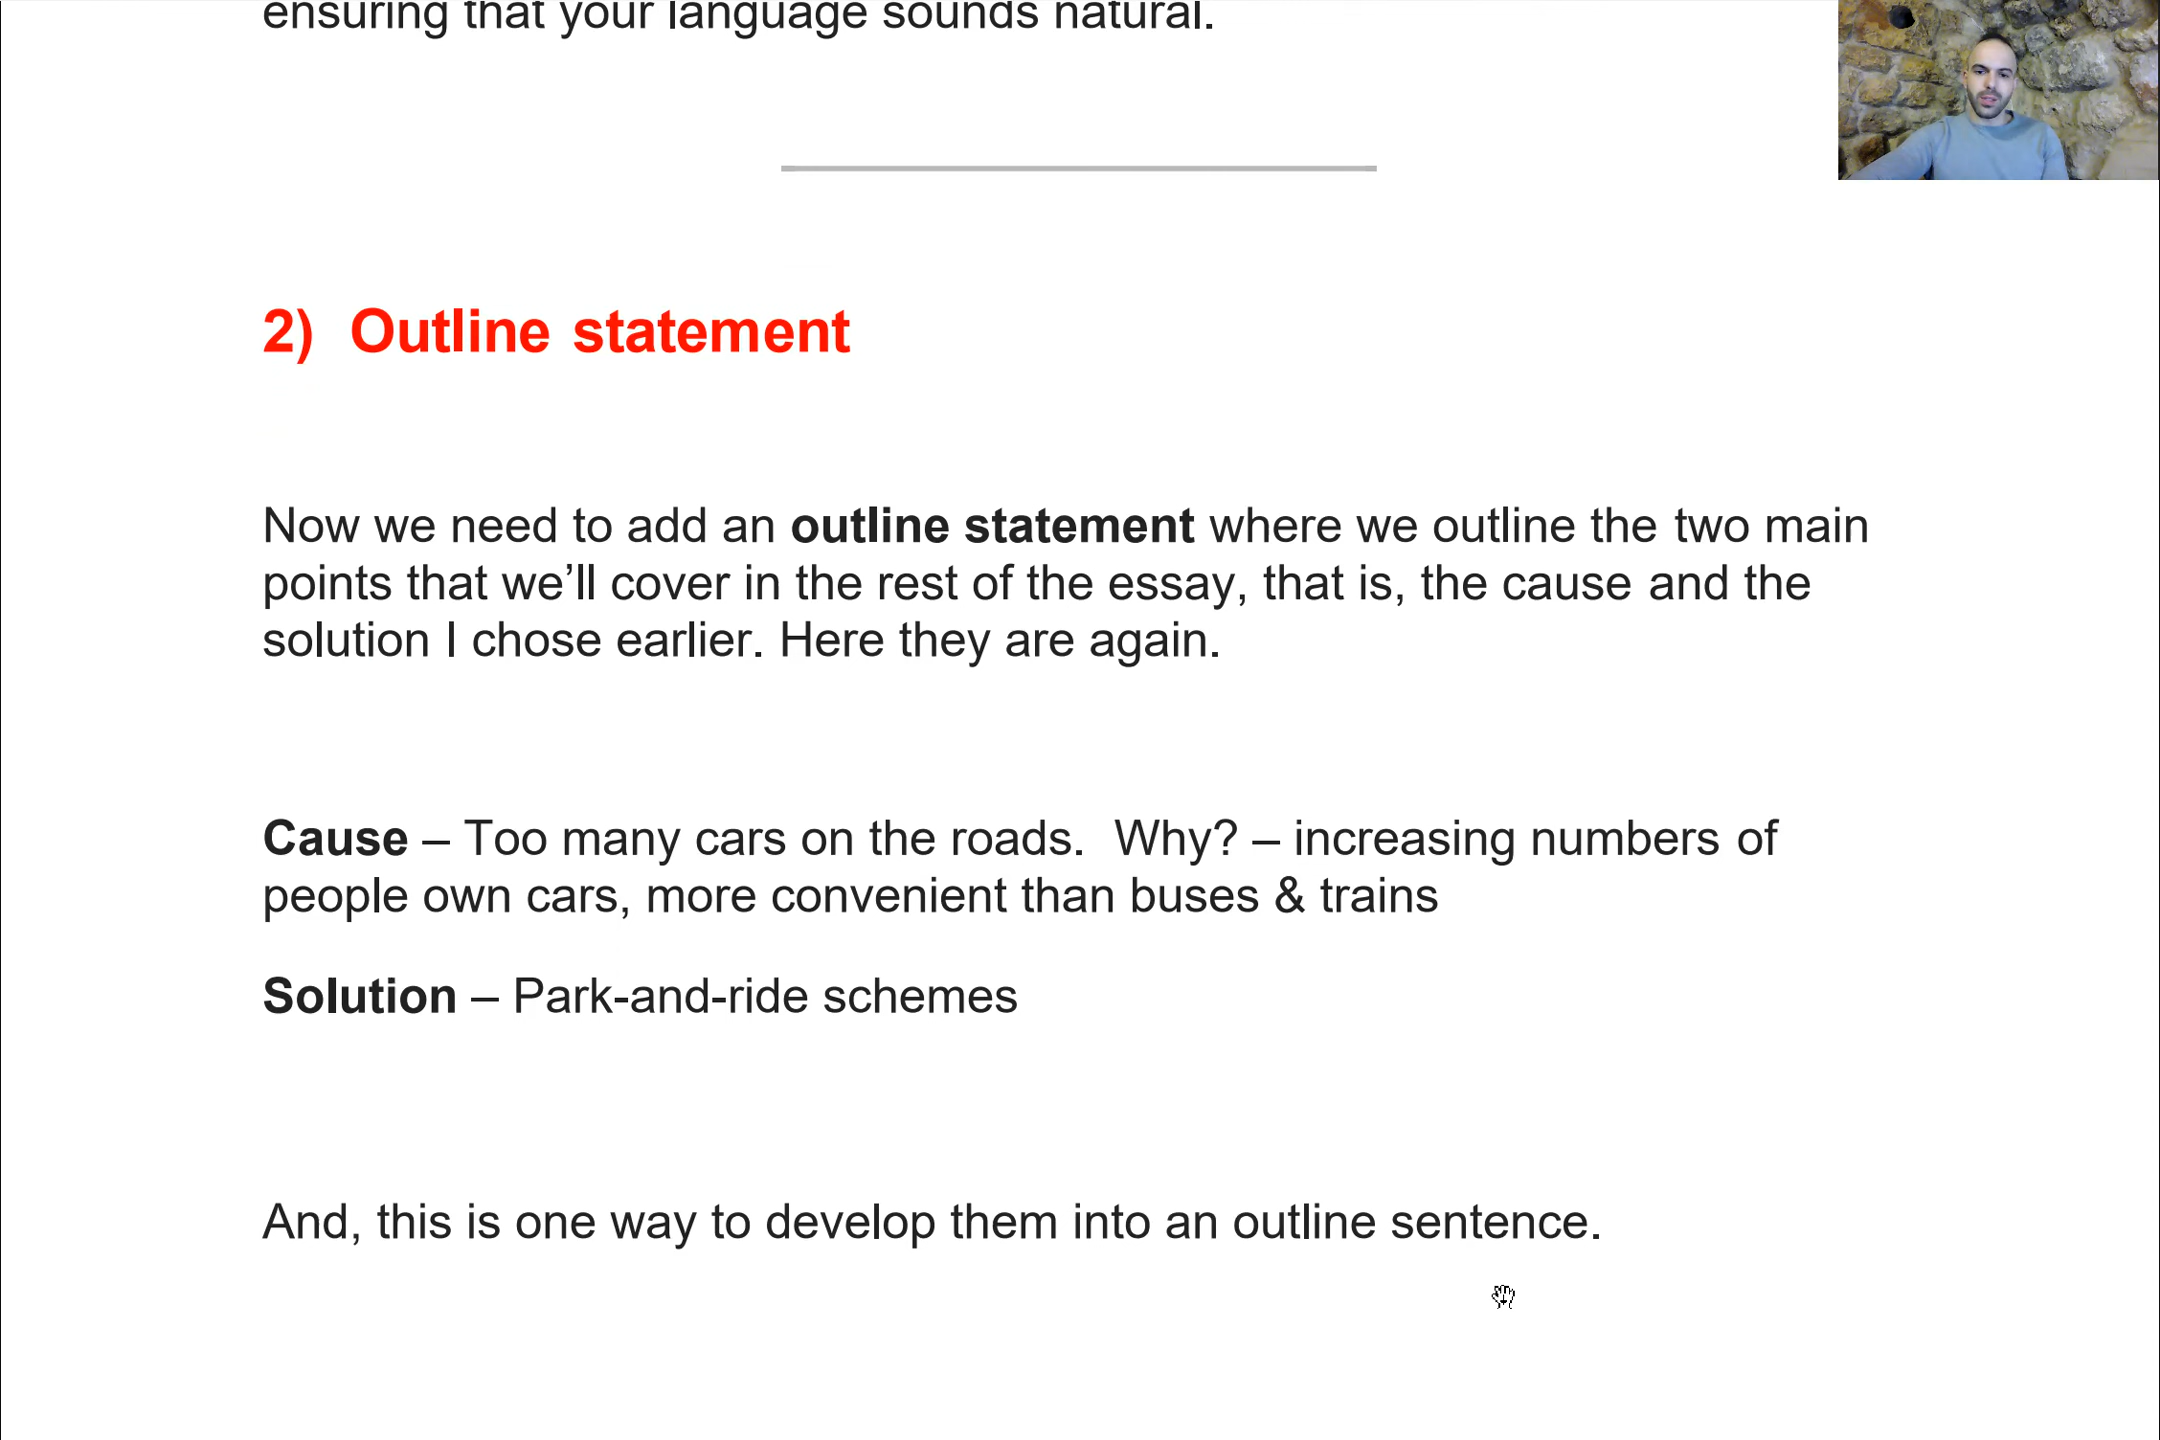 ensuring that your language sounds natural.
2) Outline statement
Now we need to add an outline statement where we outline the two main
points that we’ll cover in the rest of the essay, that is, the cause and the
solution I chose earlier. Here they are again.
Cause – Too many cars on the roads.  Why? – increasing numbers of
people own cars, more convenient than buses & trains
Solution – Park-and-ride schemes
And, this is one way to develop them into an outline sentence.